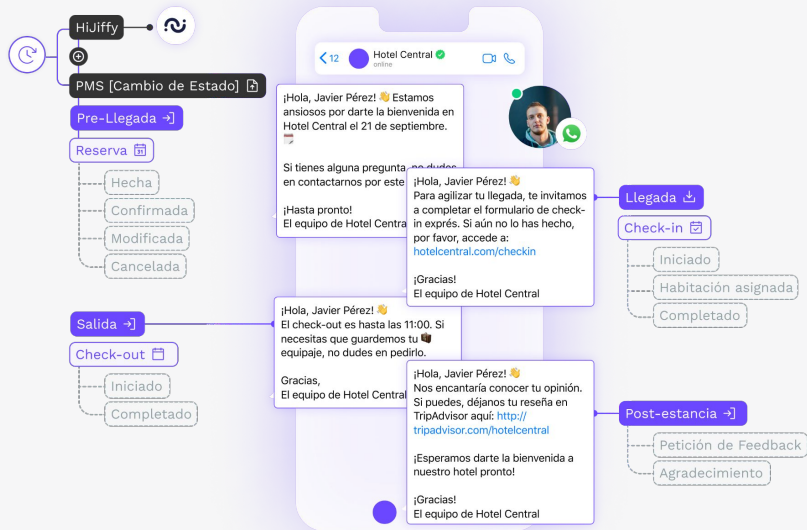 HiJiffy
PMS [Cambio de Estado]
Pre-Llegada
Reserva
31
Hecha
Confirmada
Modificada
Cancelada
Salida
Check-out
Iniciado
Completado
12
Hotel Central
online
¡Hola, Javier Pérez! 👋 Estamos
ansiosos por darte la bienvenida en
Hotel Central el 21 de septiembre.
Si tienes alguna pregunta, no dudes
en contactarnos por este
¡Hasta pronto!
El equipo de Hotel Centra
¡Hola, Javier Pérez! 👋
Para agilizar tu llegada, te invitamos
a completar el formulario de check-
in exprés. Si aún no lo has hecho,
por favor, accede a:
hotelcentral.com/checkin
¡Gracias!
El equipo de Hotel Central
¡Hola, Javier Pérez! 👋
El check-out es hasta las 11:00. Si
necesitas que guardemos tu
equipaje, no dudes en pedirlo.
Gracias,
El equipo de Hotel Central
¡Hola, Javier Pérez! 👋
Nos encantaría conocer tu opinión.
Si puedes, déjanos tu reseña en
TripAdvisor aquí: http://
tripadvisor.com/hotelcentral
¡Esperamos darte la bienvenida a
nuestro hotel pronto!
¡Gracias!
El equipo de Hotel Central
Llegada
Check-in
Iniciado
Habitación asignada
Completado
Post-estancia
Petición de Feedback
Agradecimiento